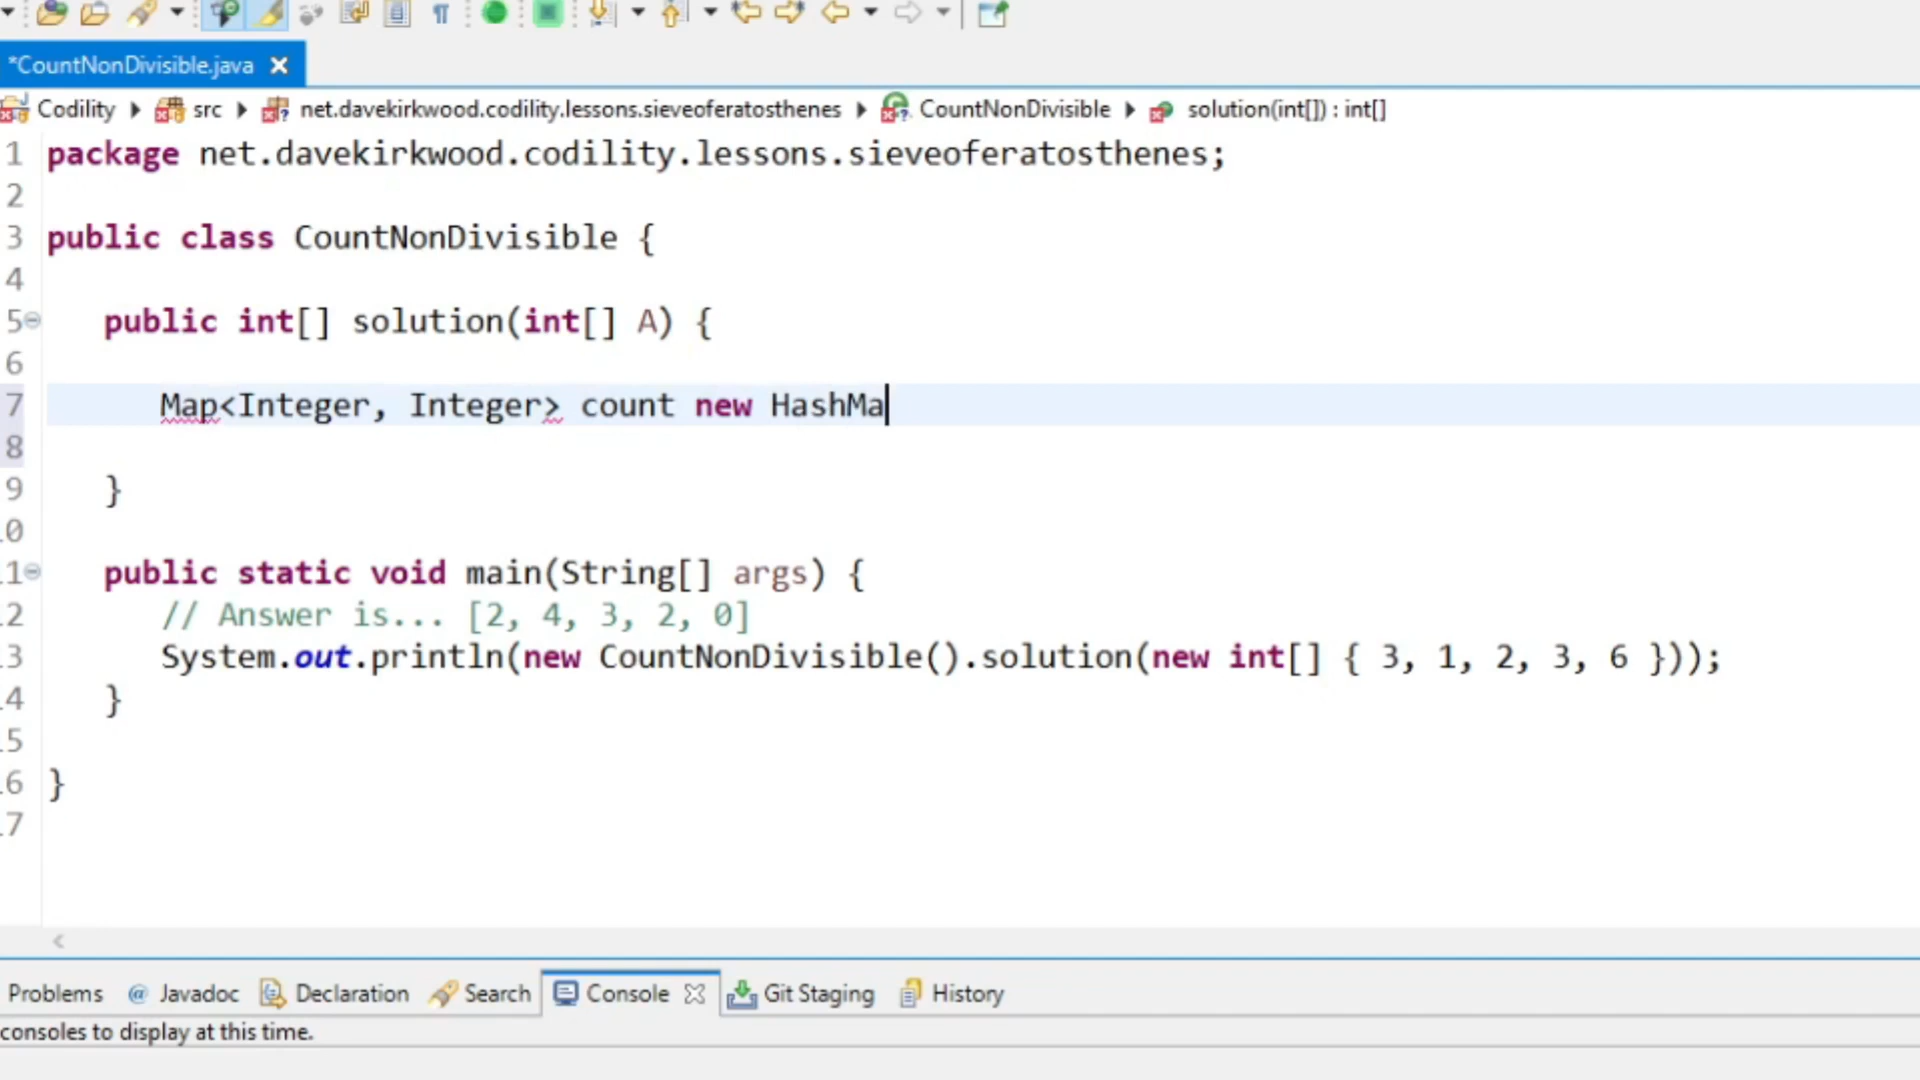 *CountNonDivisible.java
Codility src net.davekirkwood.codility.lessons.sieveoferatosthenes CountNonDivisible solution(int[]) : int[]
1 package net.davekirkwood.codility.lessons.sieveoferatosthenes;
2
3 public class CountNonDivisible {
4
5 public int[] solution(int[] A) {
6
7 Map<Integer, Integer> count new HashMa
8
9 }
0
1 public static void main(String[] args) {
2 // Answer is... [2, 4, 3, 2, 0]
3 System.out.println(new CountNonDivisible().solution(new int[] { 3, 1, 2, 3, 6 }));
4 }
5
6 }
7
Problems @ Javadoc Declaration Search Console Git Staging History
consoles to display at this time.